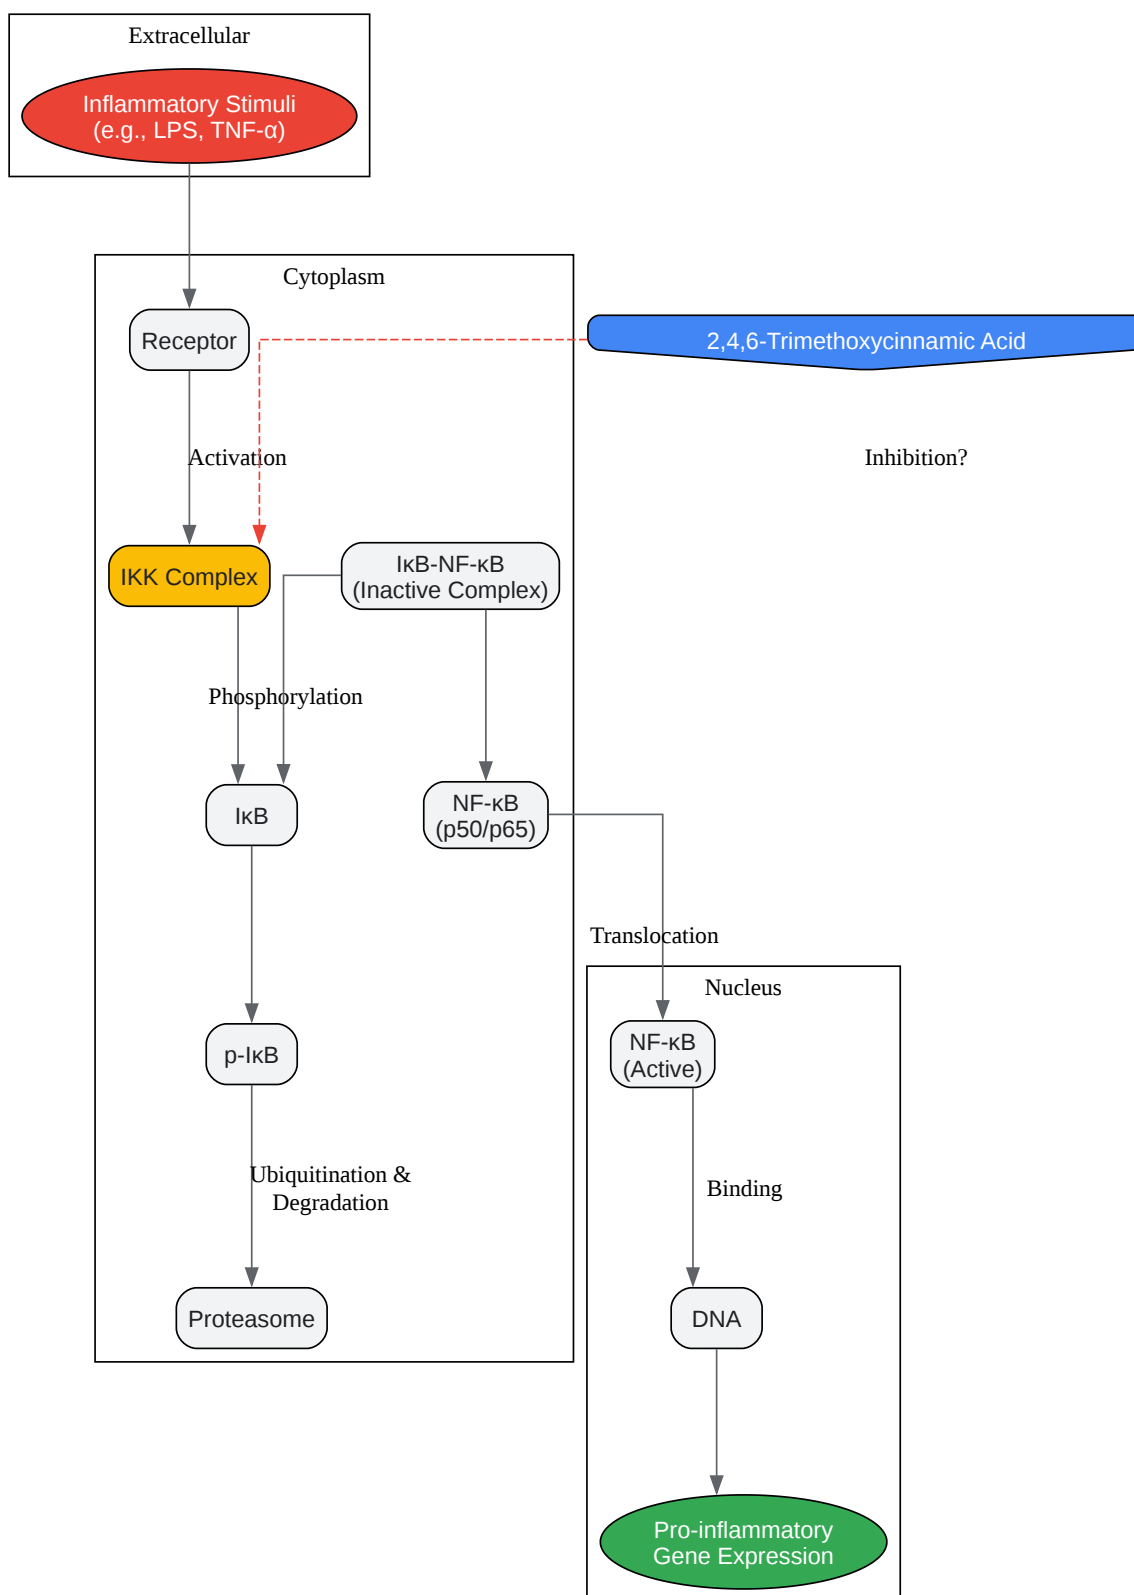 Extracellular
Inflammatory Stimuli
(e.g., LPS, TNF-α)
Cytoplasm
Receptor
2,4,6-Trimethoxycinnamic Acid
Activation
Inhibition?
IKK Complex
IκB-NF-κB
(Inactive Complex)
Phosphorylation
IκB
NF-κB
(p50/p65)
Translocation
Nucleus
NF-κB
(Active)
p-IκB
Ubiquitination &
Degradation
Binding
Proteasome
DNA
Pro-inflammatory
Gene Expression